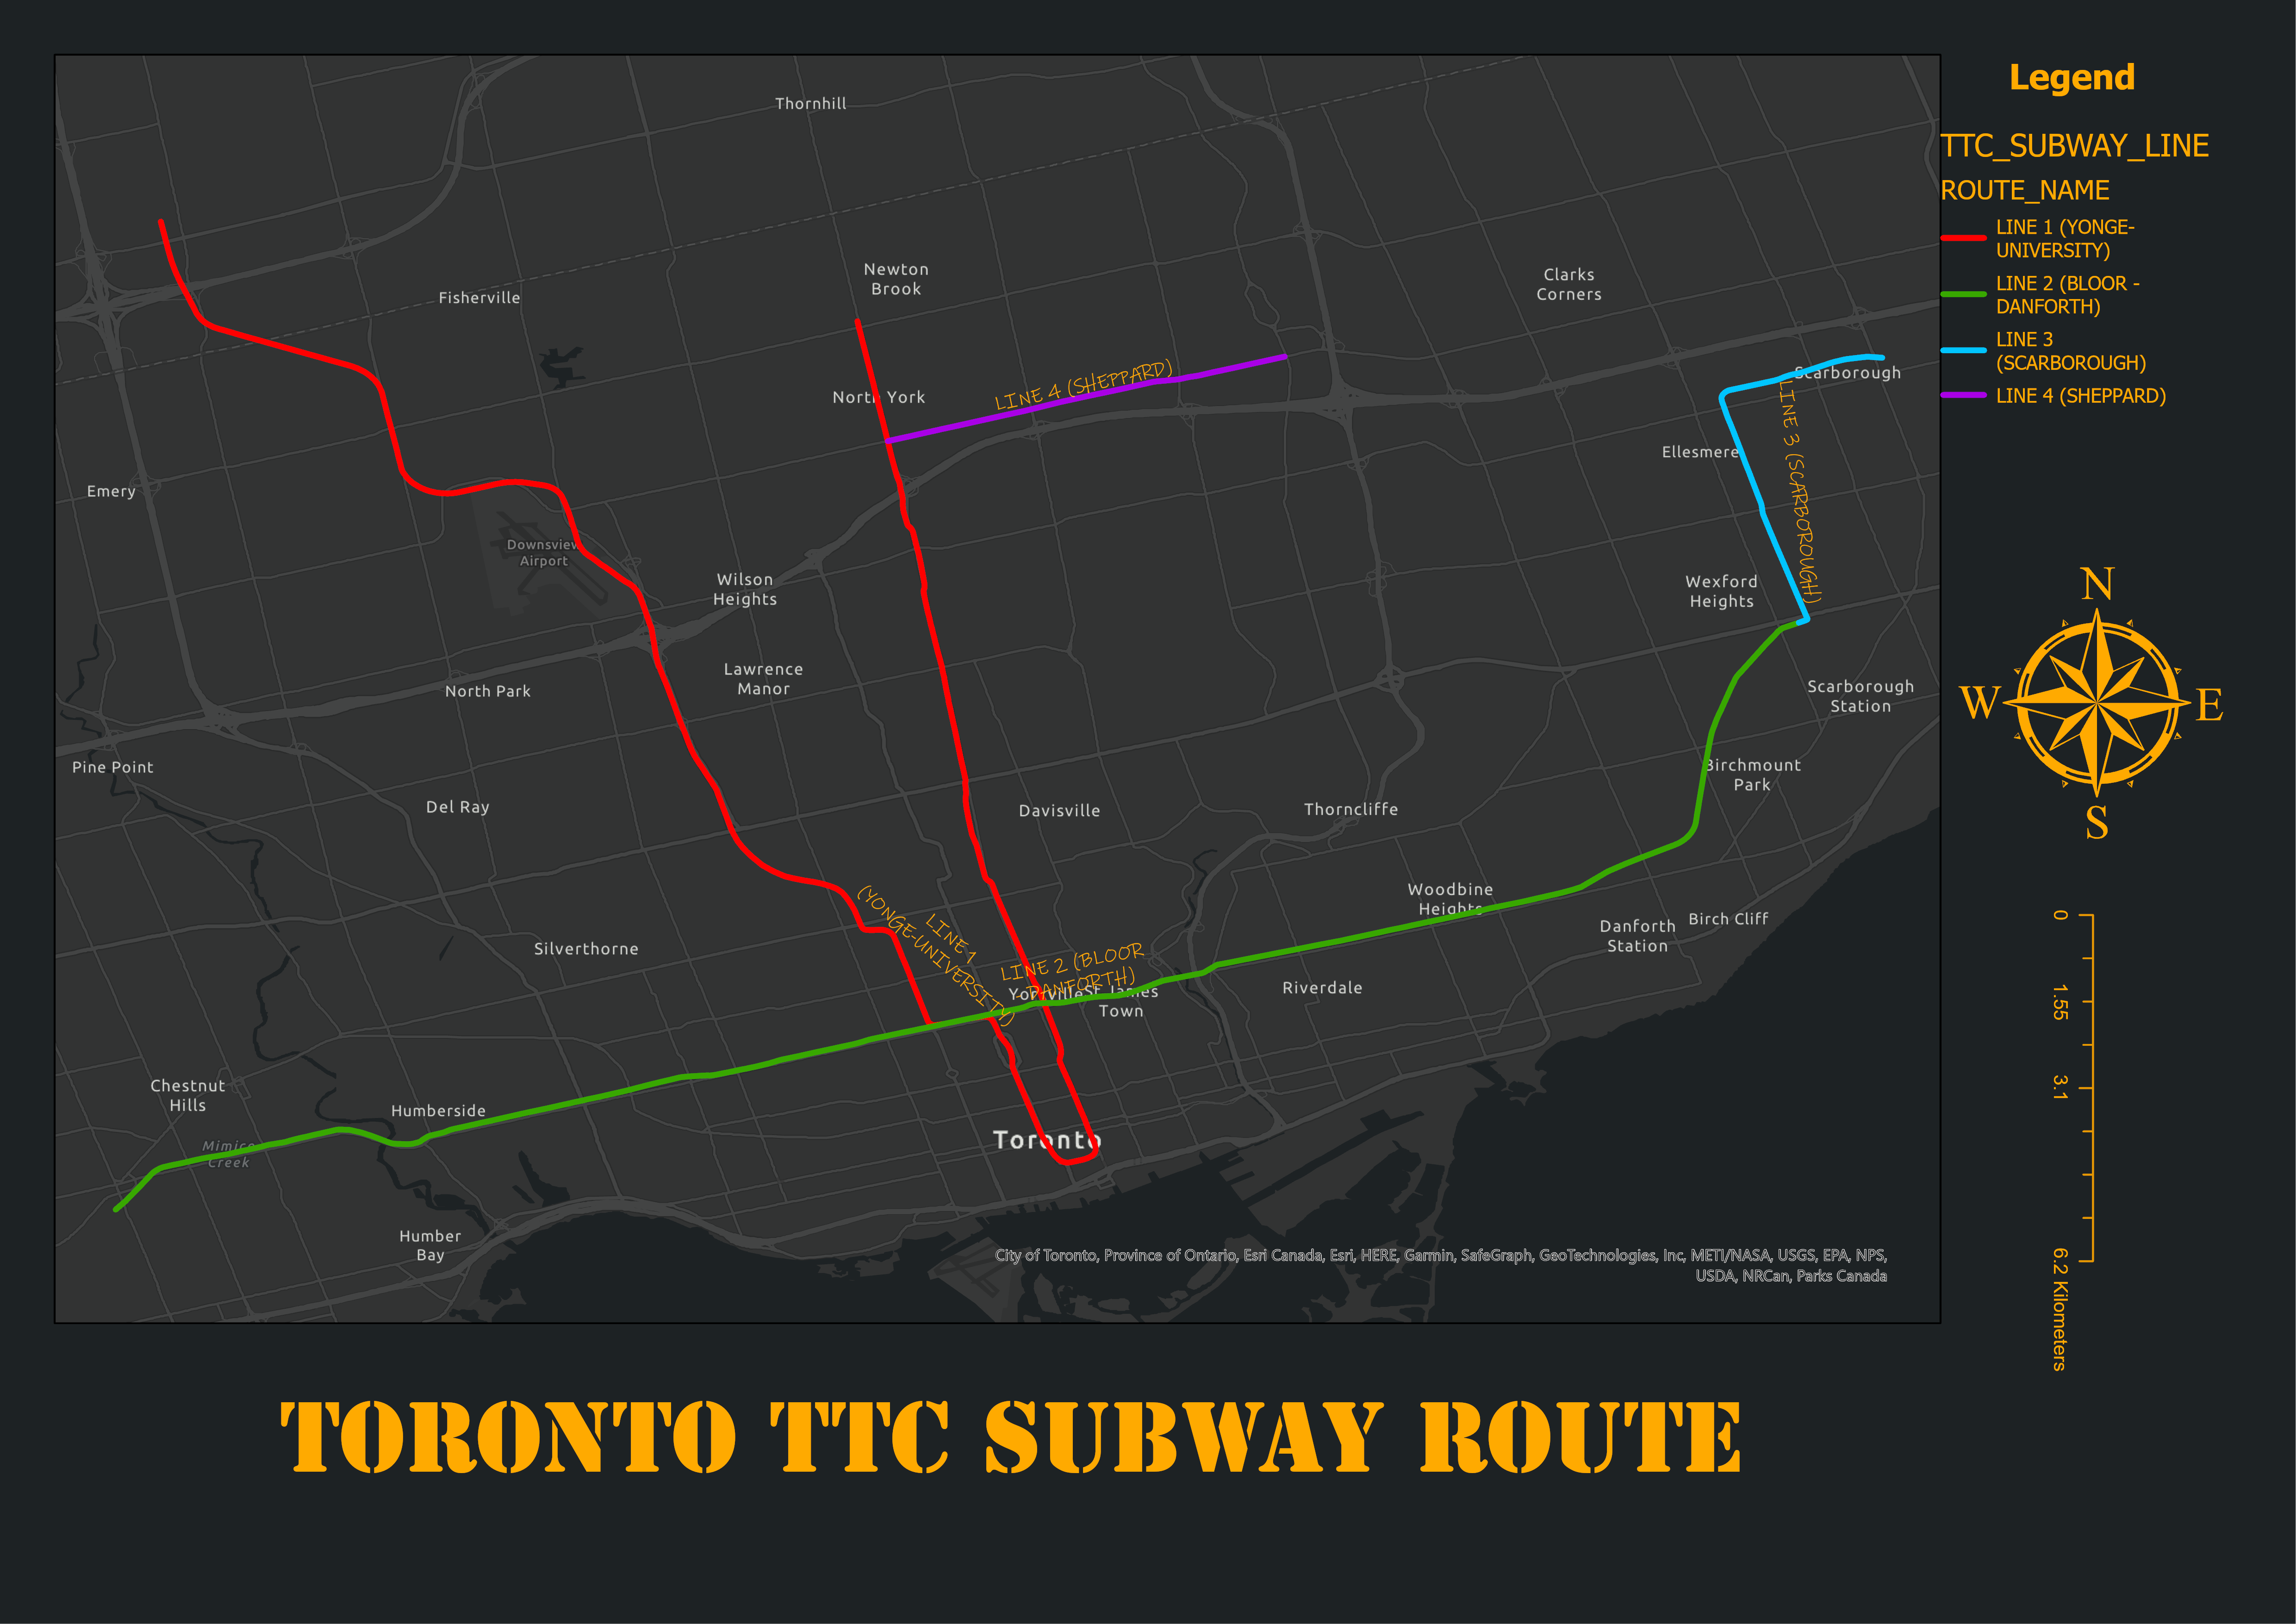 Thornhill
Newton
Brook
Fisherville
Clarks
Corners
LINE 4 (SHEPPARD)
Scarborough
North York
LINE 3 (SCARBOROUGH)
Ellesmere
Emery
Downsview
Airport
Wilson
Heights
Wexford
Heights
Lawrence
Manor
North Park
Scarborough
Station
Pine Point
Birchmount
Park
Del Ray
Davisville
Thorncliffe
Woodbine
Heights
Danforth
Station
Birch Cliff
Silverthorne
LINE 1
(YONGE-UNIVERSITY)
LINE 2 (BLOOR
- DANFORTH)
Yorkville
St James
Town
Riverdale
Chestnut
Hills
Humberside
Mimico
Creek
Toronto
Humber
Bay
City of Toronto, Province of Ontario, Esri Canada, Esri, HERE, Garmin, SafeGraph, GeoTechnologies, Inc, METI/NASA, USGS, EPA, NPS,
USDA, NRCan, Parks Canada
Legend
TTC_SUBWAY_LINE
ROUTE_NAME
LINE 1 (YONGE-
UNIVERSITY)
LINE 2 (BLOOR -
DANFORTH)
LINE 3
(SCARBOROUGH)
LINE 4 (SHEPPARD)
N
W
E
S
0
1.55
3.1
6.2 Kilometers
TORONTO TTC SUBWAY ROUTE